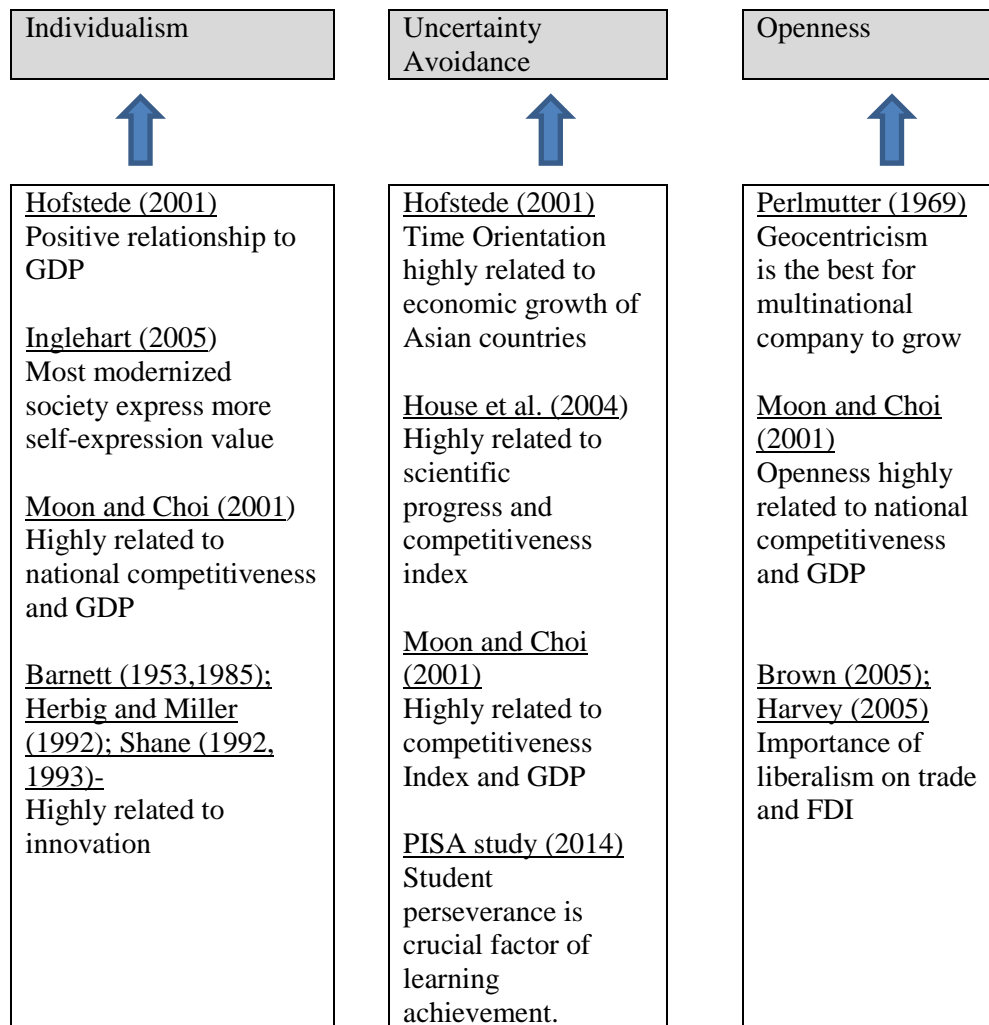 Individualism
Hofstede (2001)
Positive relationship to
GDP
Inglehart (2005)
Most modernized
society express more
self-expression value
Moon and Choi (2001)
Highly related to
national competitiveness
and GDP
Barnett (1953,1985);
Herbig and Miller
(1992); Shane (1992,
1993)-
Highly related to
innovation
Uncertainty
Avoidance
Hofstede (2001)
Time Orientation
highly related to
economic growth of
Asian countries
House et al. (2004)
Highly related to
scientific
progress and
competitiveness
index
Moon and Choi
(2001)
Highly related to
competitiveness
Index and GDP
PISA study (2014)
Student
perseverance is
crucial factor of
learning
achievement.
Openness
Perlmutter (1969)
Geocentricism
is the best for
multinational
company to grow
Moon and Choi
(2001)
Openness highly
related to national
competitiveness
and GDP
Brown (2005);
Harvey (2005)
Importance of
liberalism on trade
and FDI